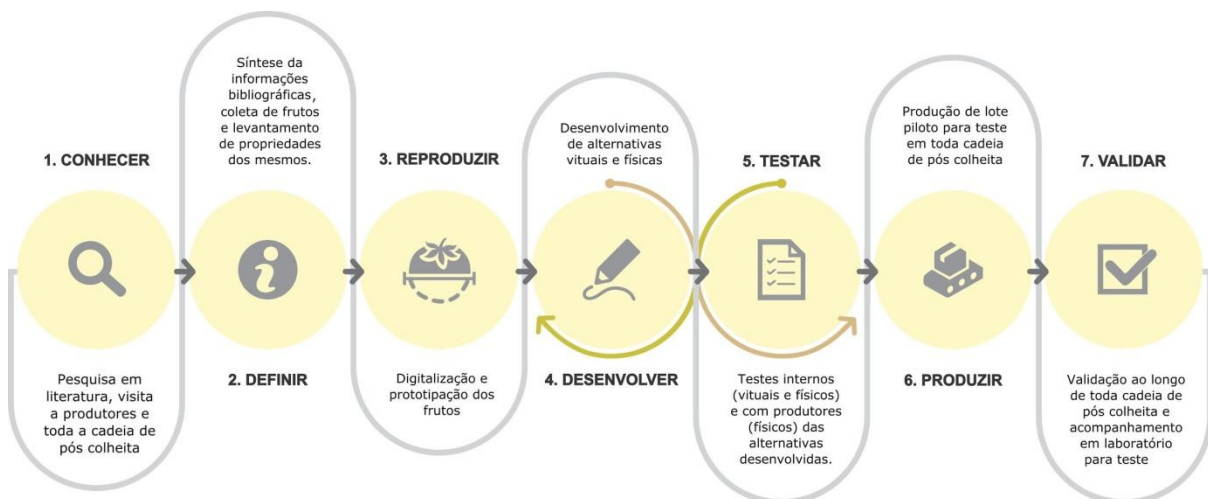 1. CONHECER
Pesquisa em
literatura, visita
a produtores e
toda a cadeia de
pós colheita
Síntese da
informações
bibliográficas,
coleta de frutos
e levantamento
de propriedades
dos mesmos.
2. DEFINIR
3. REPRODUZIR
Digitalização e
prototipação dos
frutos
Desenvolvimento
de alternativas
vituais e físicas
4. DESENVOLVER
5. TESTAR
Testes internos
(vituais e físicos)
e com produtores
(físicos) das
alternativas
desenvolvidas.
Produção de lote
piloto para teste
em toda cadeia
de pós colheita
6. PRODUZIR
7. VALIDAR
Validação ao longo
de toda cadeia de
pós colheita e
acompanhamento
em laboratório
para teste